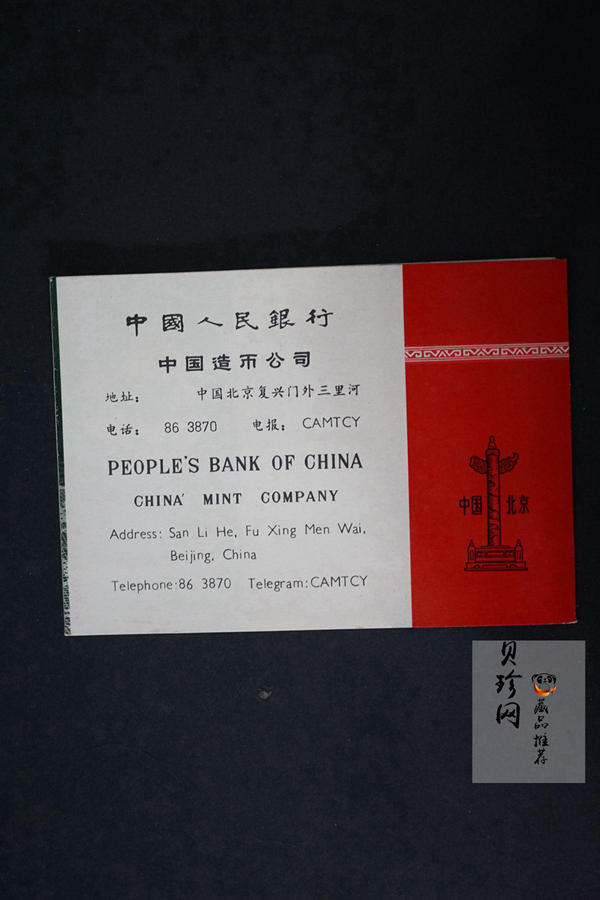 中國人民銀行
中国造币公司
地址： 中国北京复兴门外三里河
电话： 86 3870 电报： CAMTCY
PEOPLE'S BANK OF CHINA
CHINA' MINT COMPANY
Address: San Li He, Fu Xing Men Wai,
Beijing, China
Telephone:86 3870 Telegram:CAMTCY
中国 北京
贝珍网
藏品推荐